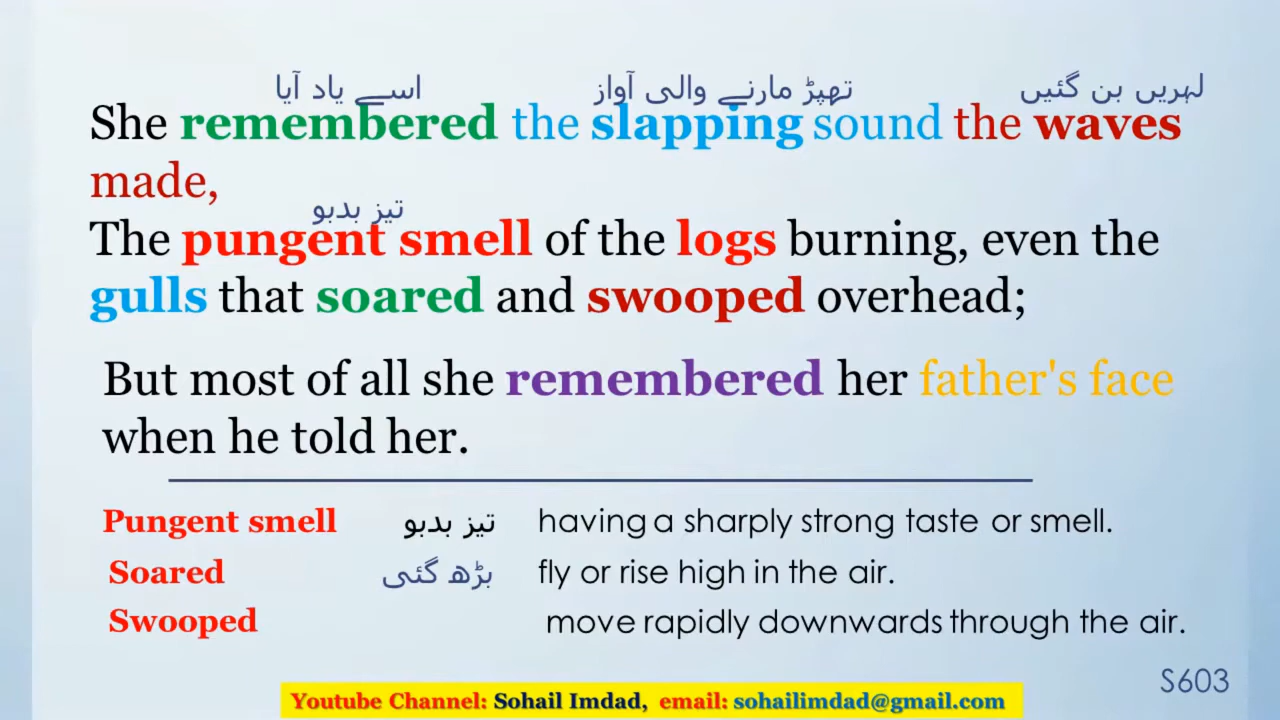 اسے یاد آیا تھپڑ مارنے والی آواز لہریں بن گئیں
She remembered the slapping sound the waves
made,
تیز بدبو
The pungent smell of the logs burning, even the
gulls that soared and swooped overhead;
But most of all she remembered her father's face
when he told her.
Pungent smell تیز بدبو having a sharply strong taste or smell.
Soared بڑھ گئی fly or rise high in the air.
Swooped move rapidly downwards through the air.
S603
Youtube Channel: Sohail Imdad, email: sohailimdad@gmail.com